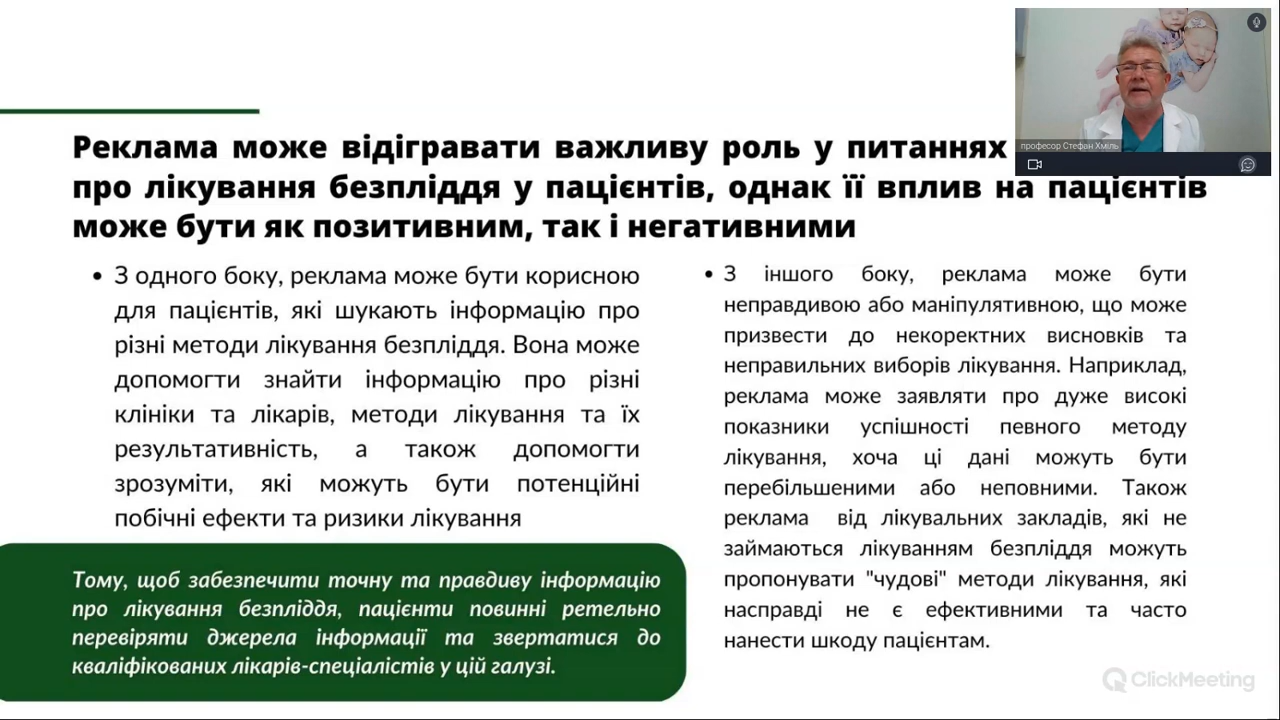 професор Стефан Хміль
Реклама може відігравати важливу роль у питаннях
про лікування безпліддя у пацієнтів, однак її вплив на пацієнтів
може бути як позитивним, так і негативними
• З одного боку, реклама може бути корисною
для пацієнтів, які шукають інформацію про
різні методи лікування безпліддя. Вона може
допомогти знайти інформацію про різні
клініки та лікарів, методи лікування та їх
результативність, а також допомогти
зрозуміти, які можуть бути потенційні
побічні ефекти та ризики лікування
Тому, щоб забезпечити точну та правдиву інформацію
про лікування безпліддя, пацієнти повинні ретельно
перевіряти джерела інформації та звертатися до
кваліфікованих лікарів-спеціалістів у цій галузі.
• З іншого боку, реклама може бути
неправдивою або маніпулятивною, що може
призвести до некоректних висновків та
неправильних виборів лікування. Наприклад,
реклама може заявляти про дуже високі
показники успішності певного методу
лікування, хоча ці дані можуть бути
перебільшеними або неповними. Також
реклама від лікувальних закладів, які не
займаються лікуванням безпліддя можуть
пропонувати "чудові" методи лікування, які
насправді не є ефективними та часто
нанести шкоду пацієнтам.
ClickMeeting